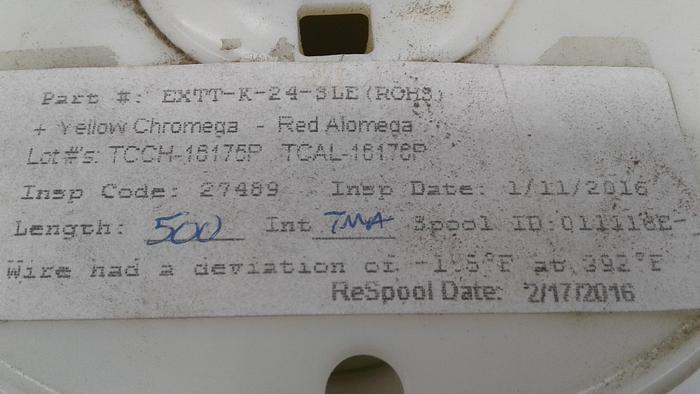 Part #: EXTT-K-24-SLE(ROHS)
+ Yellow Chromega - Red Alomega
Lot #'s: TCCH-16175P TCAL-16176P
Insp Code: 27489 Insp Date: 1/11/2016
Length: 500 Int TMA Spool ID:011116E-
Wire had a deviation of -1.5°F at 392°F
ReSpool Date: 2/17/2016